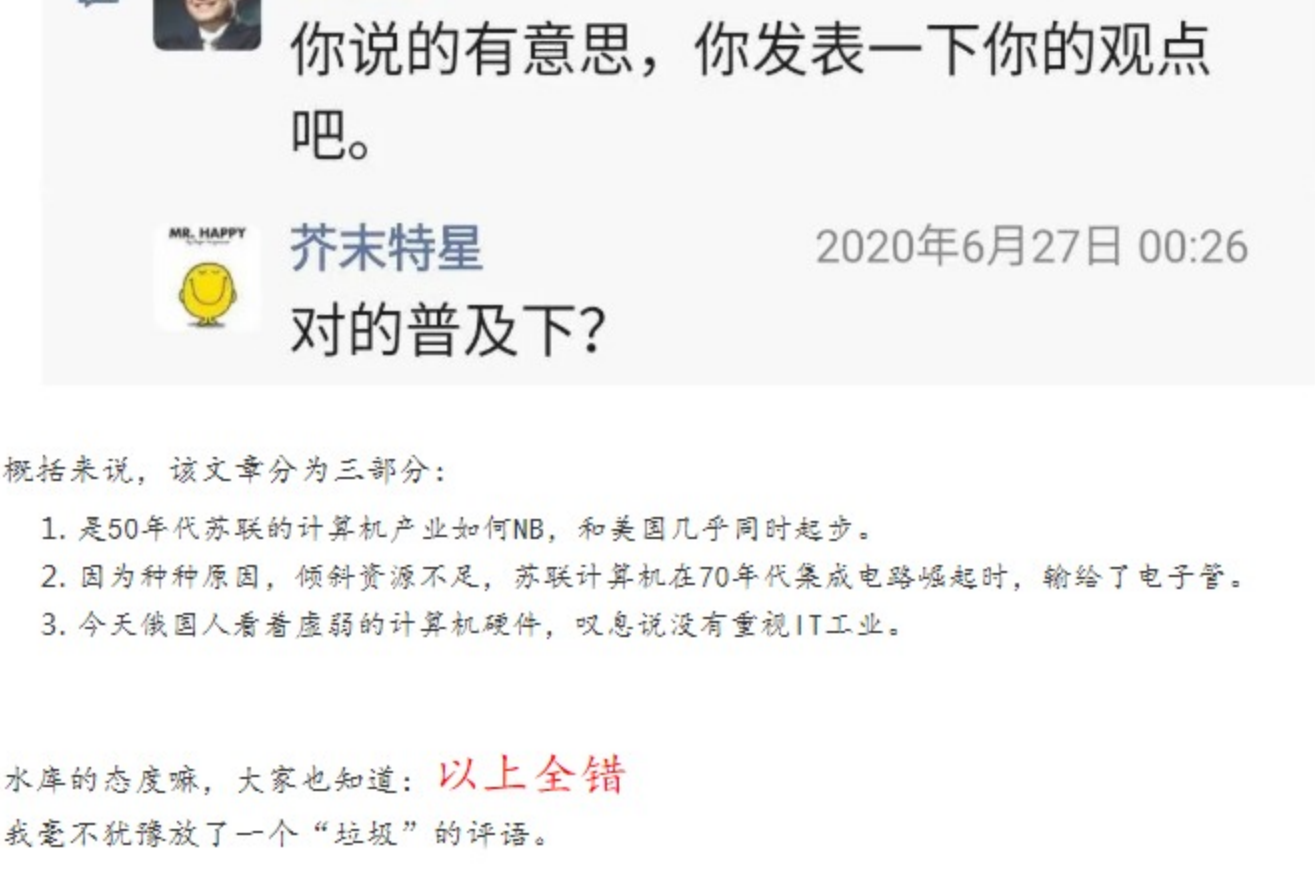 你说的有意思，你发表一下你的观点
吧。
MR. HAPPY
芥末特星
2020年6月27日 00:26
对的普及下？
概括来说，该文章分为三部分：
1. 是50年代苏联的计算机产业如何NB，和美国几乎同时起步。
2. 因为种种原因，倾斜资源不足，苏联计算机在70年代集成电路崛起时，输给了电子管。
3. 今天俄国人看着虚弱的计算机硬件，叹息说没有重视IT工业。
水库的态度嘛，大家也知道：以上全错
我毫不犹豫放了一个“垃圾”的评语。